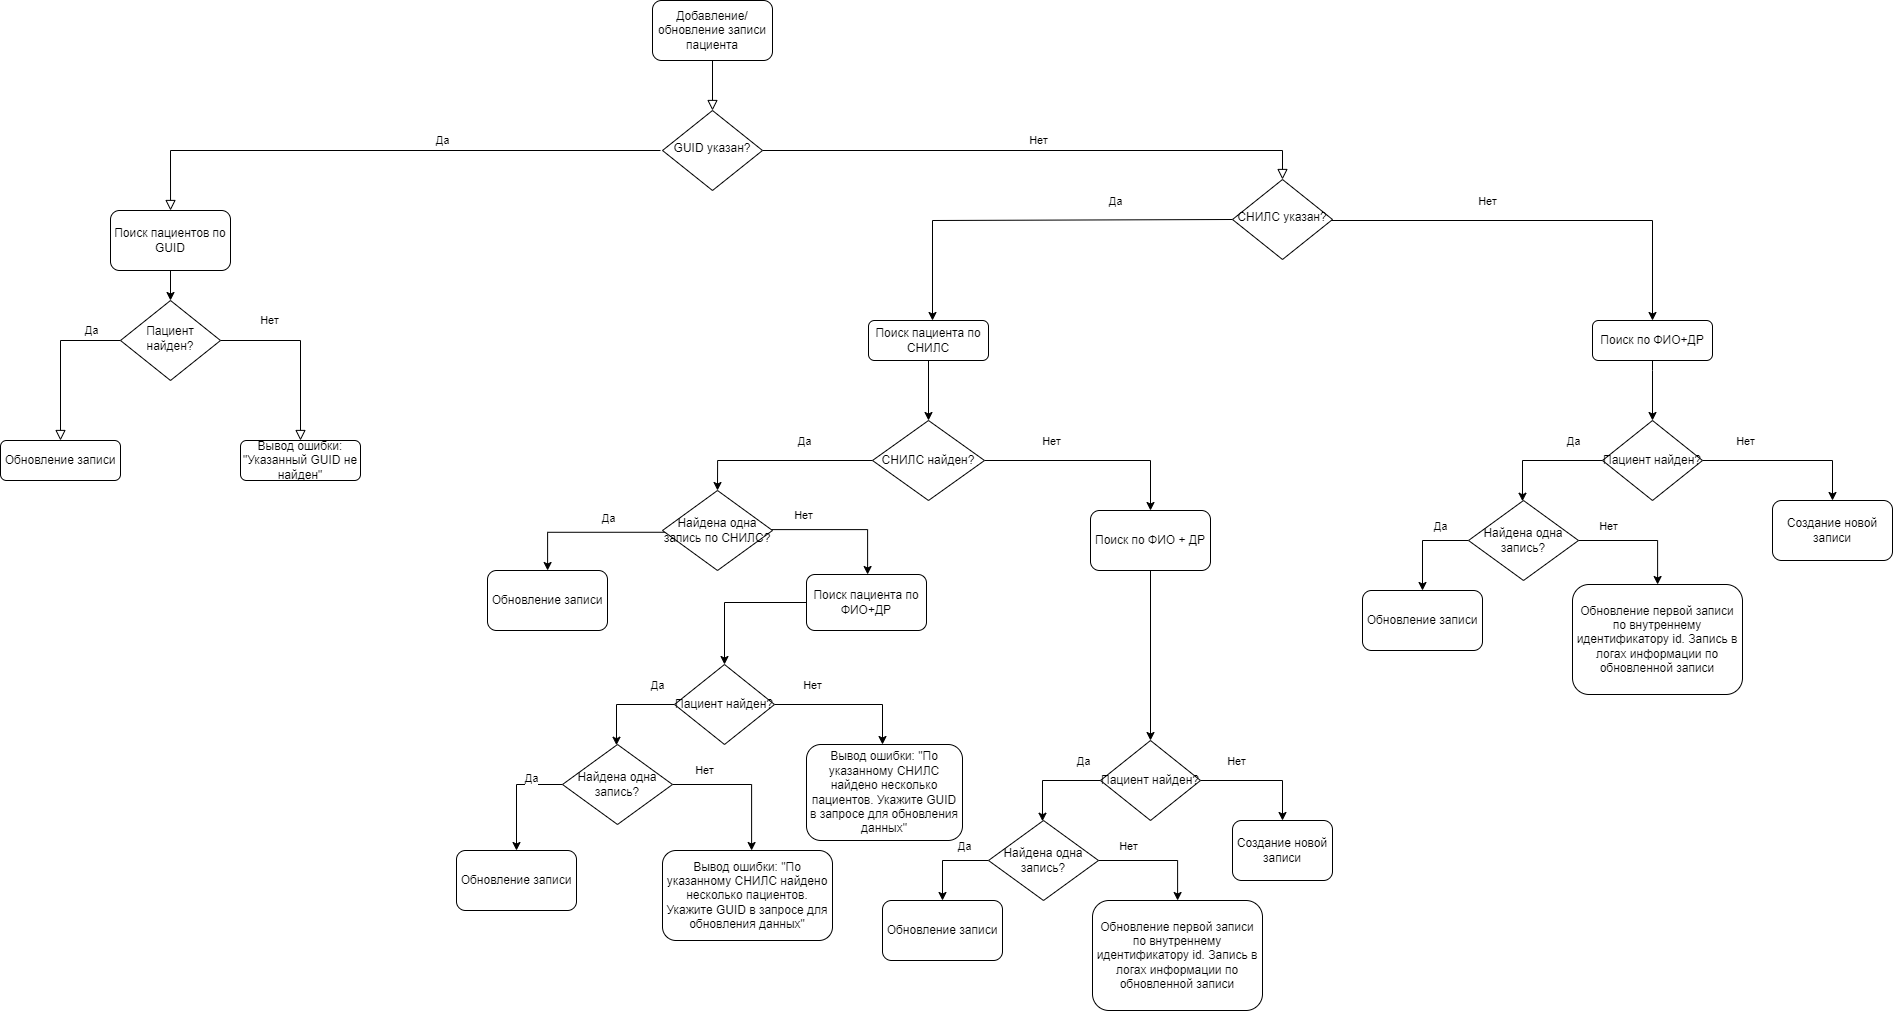 Добавление/
обновление записи
пациента
GUID указан?
Да
Нет
Поиск пациентов по
GUID
Пациент
найден?
Да
Нет
Обновление записи
Вывод ошибки:
"Указанный GUID не
найден"
СНИЛС указан?
Да
Нет
Поиск пациента по
СНИЛС
СНИЛС найден?
Да
Нет
Найдена одна
запись по СНИЛС?
Да
Нет
Обновление записи
Поиск пациента по
ФИО+ДР
Пациент найден?
Да
Нет
Найдена одна
запись?
Да
Нет
Обновление записи
Вывод ошибки: "По
указанному СНИЛС найдено
несколько пациентов.
Укажите GUID в запросе для
обновления данных"
Вывод ошибки: "По
указанному СНИЛС
найдено несколько
пациентов. Укажите GUID
в запросе для обновления
данных"
Поиск по ФИО + ДР
Пациент найден?
Да
Нет
Найдена одна
запись?
Да
Нет
Обновление записи
Обновление первой записи
по внутреннему
идентификатору id. Запись в
логах информации по
обновленной записи
Создание новой
записи
Поиск по ФИО+ДР
Пациент найден?
Да
Нет
Найдена одна
запись?
Да
Нет
Обновление записи
Обновление первой записи
по внутреннему
идентификатору id. Запись в
логах информации по
обновленной записи
Создание новой
записи